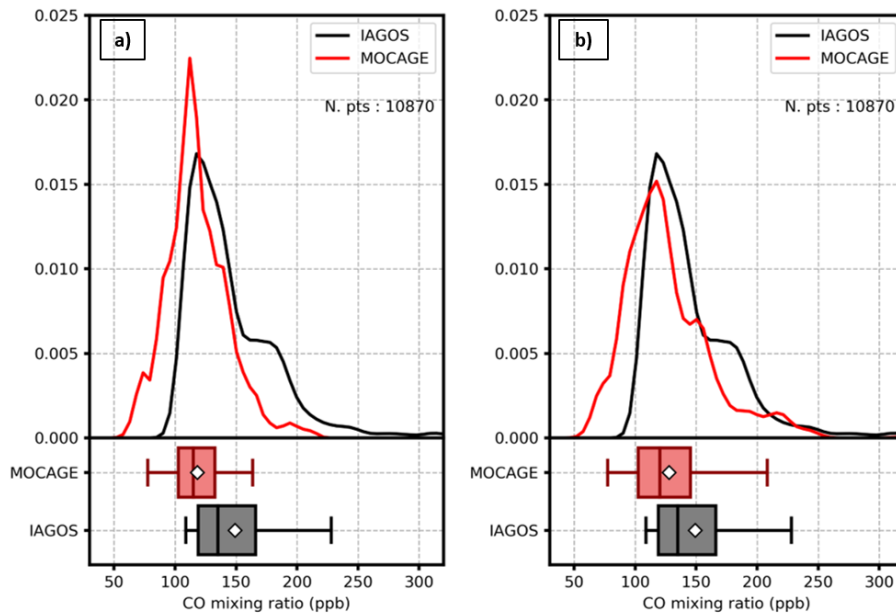 a)
IAGOS
MOCAGE
N. pts : 10870
0.025
0.020
0.015
0.010
0.005
0.000
MOCAGE
IAGOS
50 100 150 200 250 300
CO mixing ratio (ppb)
b)
IAGOS
MOCAGE
N. pts : 10870
0.025
0.020
0.015
0.010
0.005
0.000
MOCAGE
IAGOS
50 100 150 200 250 300
CO mixing ratio (ppb)